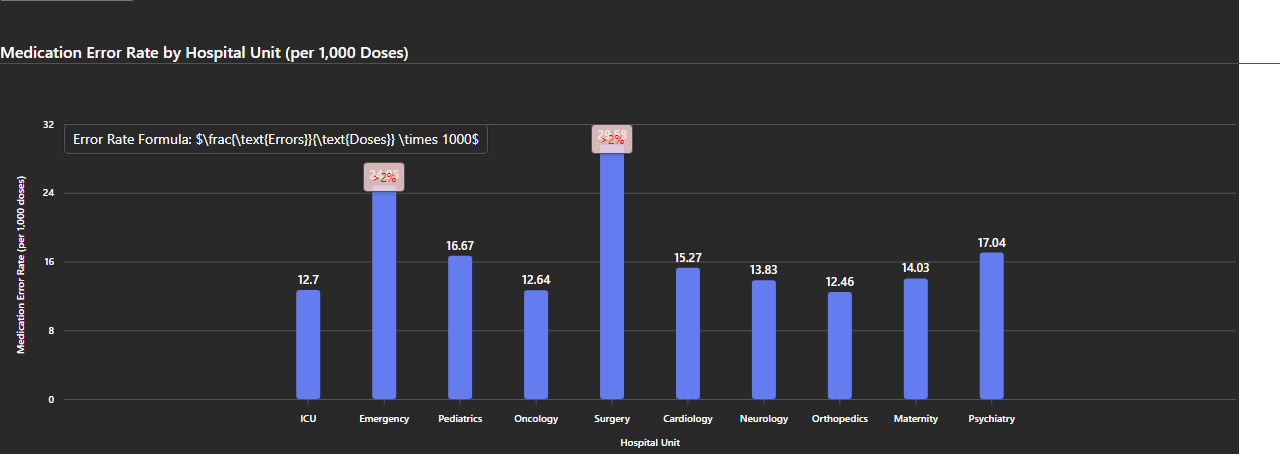 Medication Error Rate by Hospital Unit (per 1,000 Doses)
Error Rate Formula: $\frac{\text{Errors}}{\text{Doses}} \times 1000$
Medication Error Rate (per 1,000 doses)
32
24
16
8
0
12.7
>2%
16.67
12.64
>2%
15.27
13.83
12.46
14.03
17.04
ICU
Emergency
Pediatrics
Oncology
Surgery
Cardiology
Neurology
Orthopedics
Maternity
Psychiatry
Hospital Unit